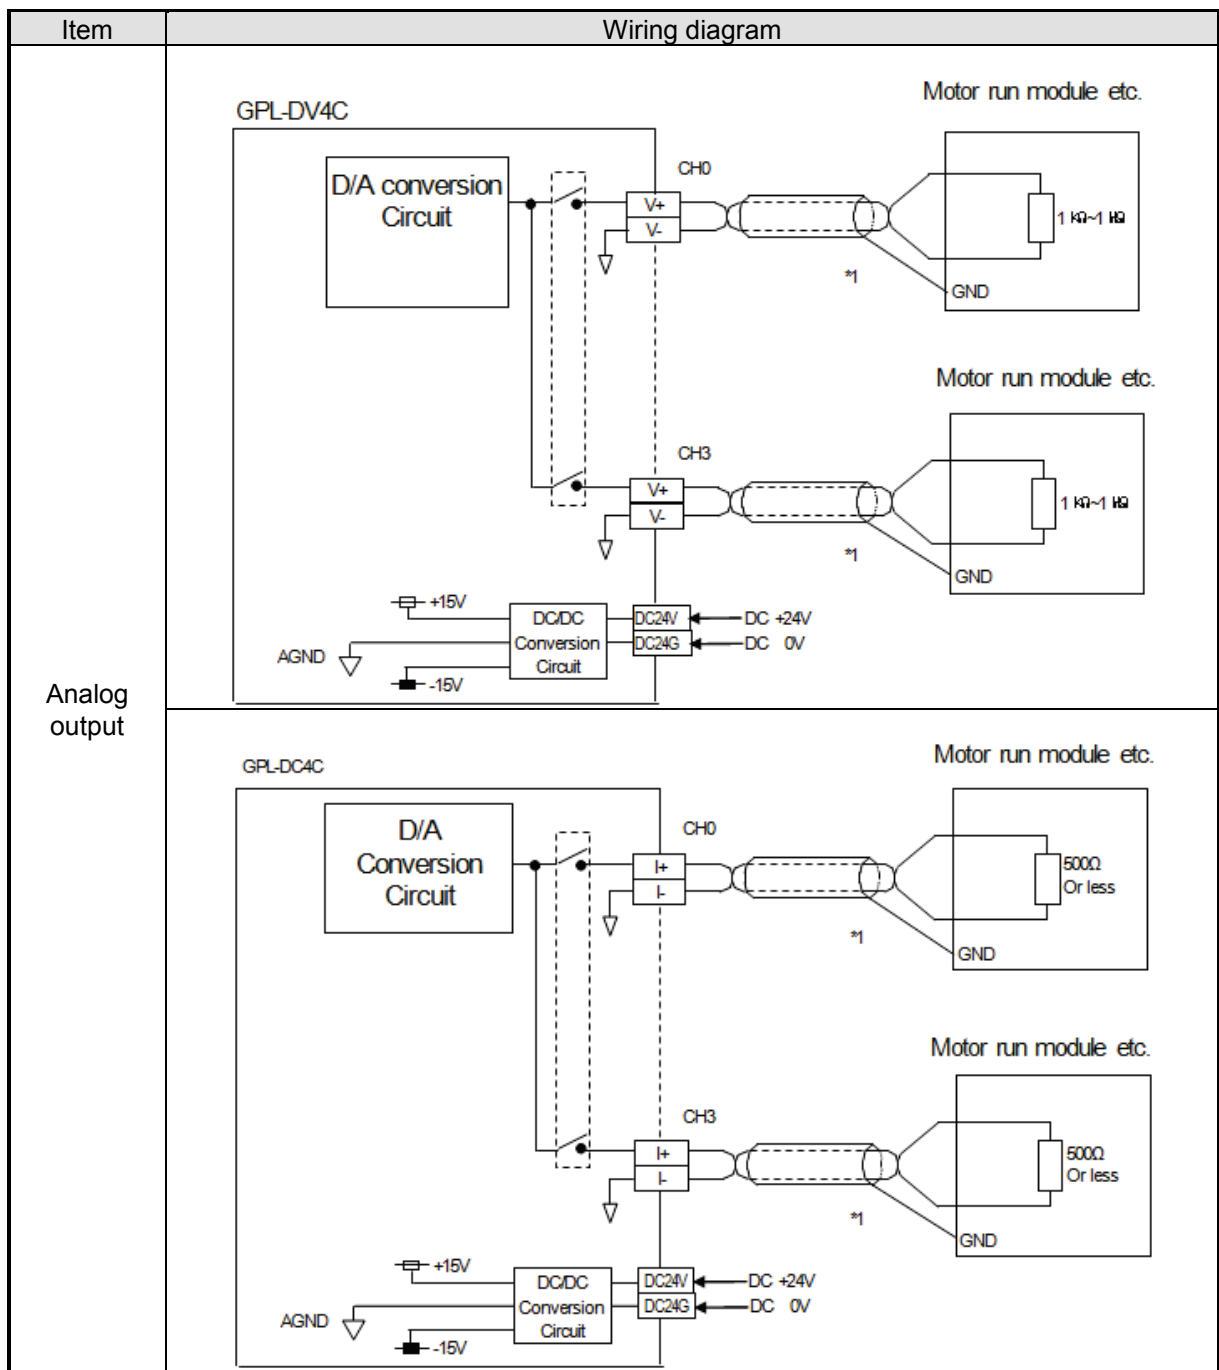 Item
Wiring diagram
Analog
output
GPL-DV4C
Motor run module etc.
D/A conversion
Circuit
CH0
V+
V-
*1
GND
1 kΩ~1
Motor run module etc.
CH3
V+
V-
*1
GND
1 kΩ~1
+15V
AGND
-15V
DC/DC
Conversion
Circuit
DC24V
DC24G
DC +24V
DC 0V
GPL-DC4C
Motor run module etc.
D/A
Conversion
Circuit
CH0
I+
I-
*1
GND
500Ω
Or less
Motor run module etc.
CH3
I+
I-
*1
GND
500Ω
Or less
+15V
AGND
-15V
DC/DC
Conversion
Circuit
DC24V
DC24G
DC +24V
DC 0V